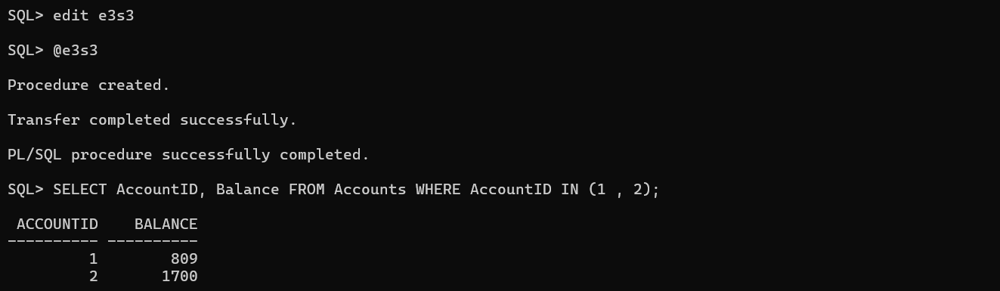 SQL> edit e3s3
SQL> @e3s3
Procedure created.
Transfer completed successfully.
PL/SQL procedure successfully completed.
SQL> SELECT AccountID, Balance FROM Accounts WHERE AccountID IN (1 , 2);
 ACCOUNTID    BALANCE
---------- ----------
         1        809
         2       1700